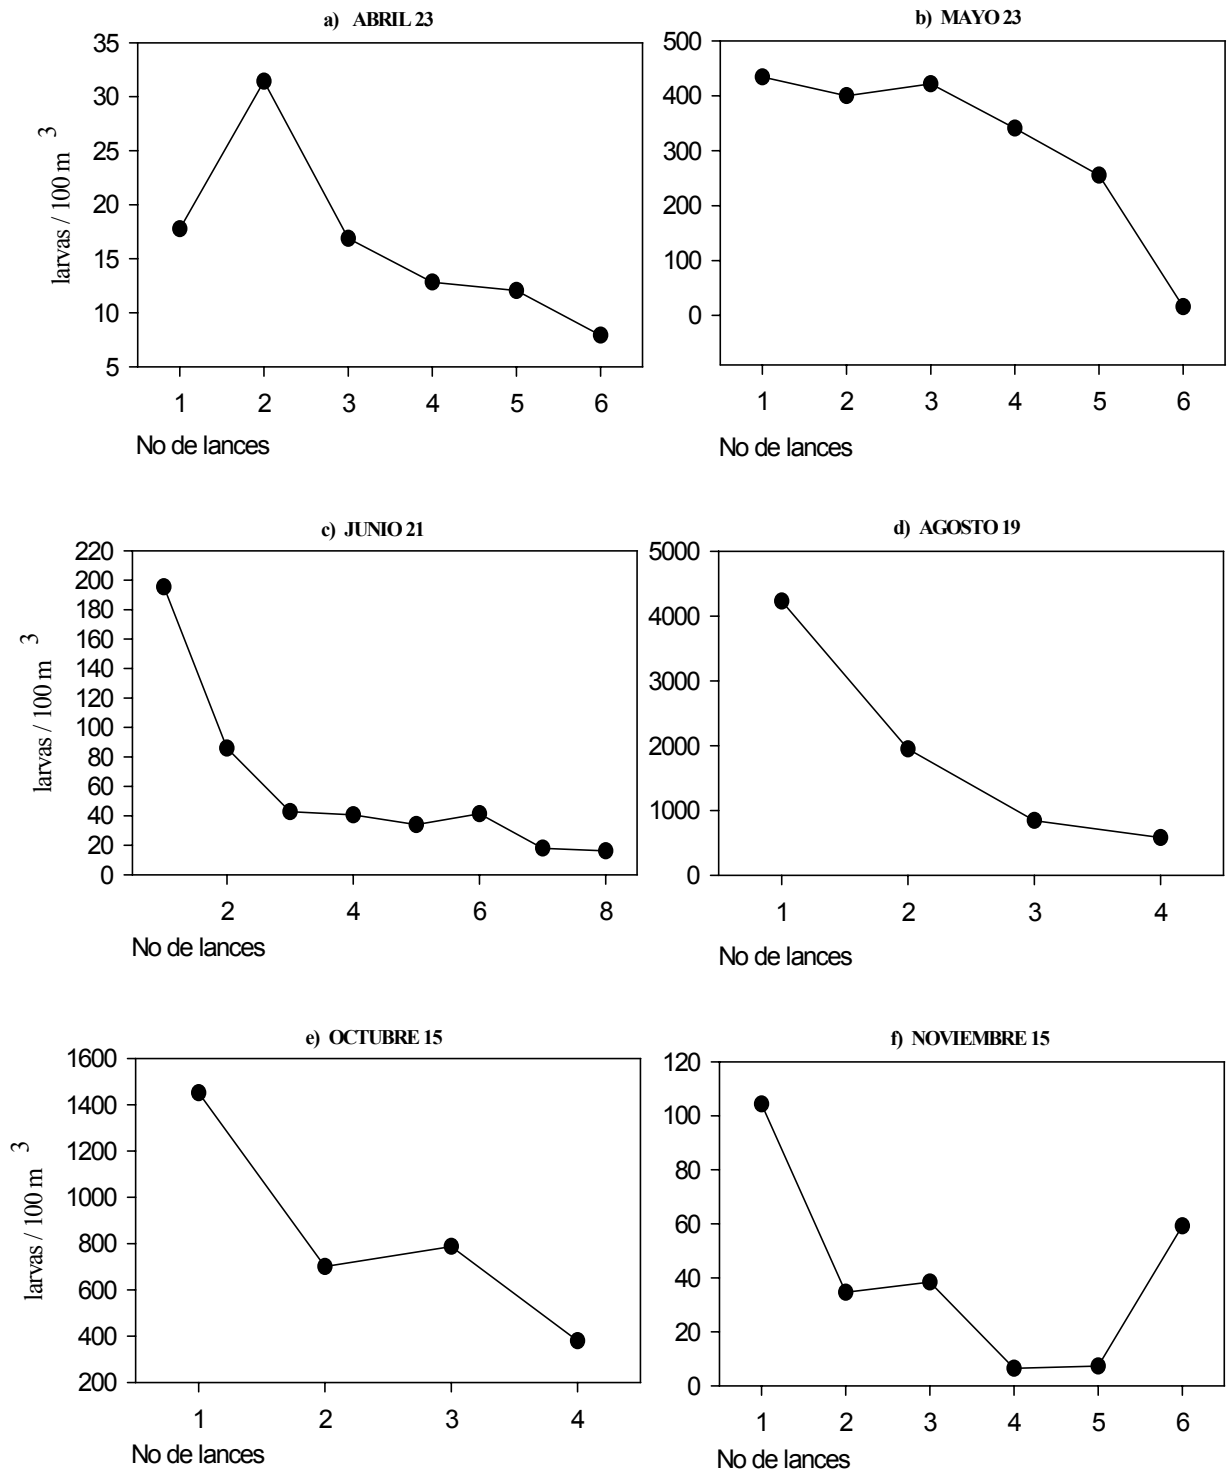 a) ABRIL 23
35
30
25
20
15
10
5
larvas / 100 m 3
1 2 3 4 5 6
No de lances
b) MAYO 23
500
400
300
200
100
0
1 2 3 4 5 6
No de lances
c) JUNIO 21
220
200
180
160
140
120
100
80
60
40
20
0
larvas / 100 m 3
2 4 6 8
No de lances
d) AGOSTO 19
5000
4000
3000
2000
1000
0
1 2 3 4
No de lances
e) OCTUBRE 15
1600
1400
1200
1000
800
600
400
200
larvas / 100 m 3
1 2 3 4
No de lances
f) NOVIEMBRE 15
120
100
80
60
40
20
0
1 2 3 4 5 6
No de lances